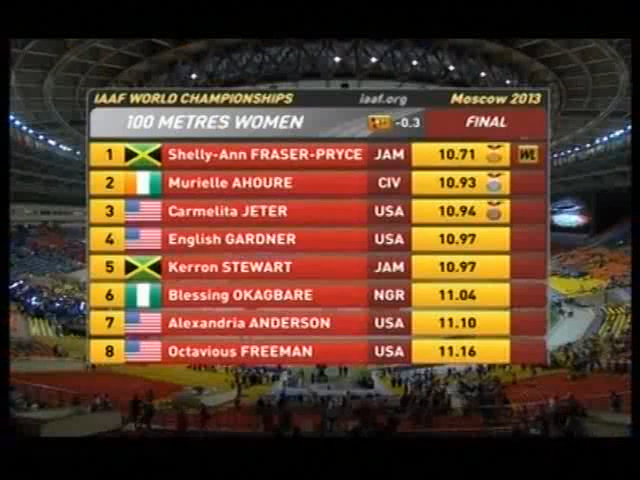 IAAF WORLD CHAMPIONSHIPS iaaf.org Moscow 2013
100 METRES WOMEN -0.3 FINAL
1 Shelly-Ann FRASER-PRYCE JAM 10.71 WL
2 Murielle AHOURE CIV 10.93
3 Carmelita JETER USA 10.94
4 English GARDNER USA 10.97
5 Kerron STEWART JAM 10.97
6 Blessing OKAGBARE NGR 11.04
7 Alexandria ANDERSON USA 11.10
8 Octavious FREEMAN USA 11.16